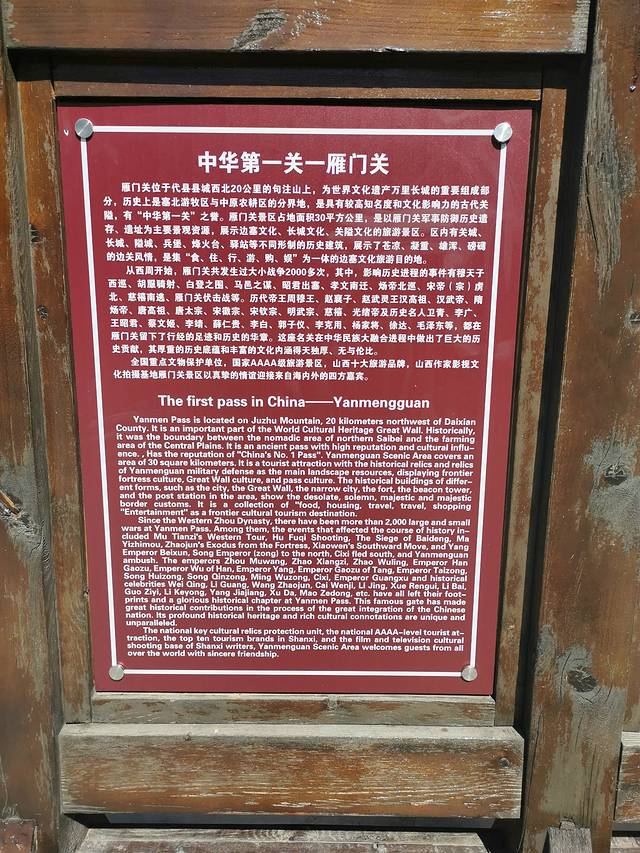 中华第一关一雁门关
雁门关位于代县县城西北20公里的句注山上，为世界文化遗产万里长城的重要组成部
分，历史上是塞北游牧区与中原农耕区的分界地，是具有较高知名度和文化影响力的古代关
隘，有“中华第一关”之誉。雁门关景区占地面积30平方公里，是以雁门关军事防御历史遗
存、遗址为主要景观资源，展示边塞文化、长城文化、关隘文化的旅游景区。区内有关城、
长城、隘城、兵堡、烽火台、驿站等不同形制的历史建筑，展示了苍凉、凝重、雄浑、磅礴
的边关风情，是集“食、住、行、游、购、娱”为一体的边塞文化旅游目的地。
从西周开始，雁门关共发生过大小战争2000多次，其中，影响历史进程的事件有穆天子
西巡、胡服骑射、白登之围、马邑之谋、昭君出塞、孝文南迁、炀帝北巡、宋帝（宗）虏
北、慈禧南逃、雁门关伏击战等。历代帝王周穆王、赵襄子、赵武灵王汉高祖、汉武帝、隋
炀帝、唐高祖、唐太宗、宋徽宗、宋钦宗、明武宗、慈禧、光绪帝及历史名人卫青、李广、
王昭君、蔡文姬、李靖、薛仁贵、李白、郭子仪、李克用、杨家将、徐达、毛泽东等，都在
雁门关留下了行经的足迹和历史的华章。这座名关在中华民族大融合进程中做出了巨大的历
史贡献，其厚重的历史底蕴和丰富的文化内涵得天独厚、无与伦比。
全国重点文物保护单位，国家AAAA级旅游景区，山西十大旅游品牌，山西作家影视文
化拍摄基地雁门关景区以真挚的情谊迎接来自海内外的四方嘉宾。
The first pass in China——Yanmengguan
Yanmen Pass is located on Juzhu Mountain, 20 kilometers northwest of Daixian
County. It is an important part of the World Cultural Heritage Great Wall. Historically,
it was the boundary between the nomadic area of northern Saibei and the farming
area of the Central Plains. It is an ancient pass with high reputation and cultural influ-
ence. , Has the reputation of "China's No. 1 Pass". Yanmenguan Scenic Area covers an
area of 30 square kilometers. It is a tourist attraction with the historical relics and relics
of Yanmenguan military defense as the main landscape resources, displaying frontier
fortress culture, Great Wall culture, and pass culture. The historical buildings of differ-
ent forms, such as the city, the Great Wall, the narrow city, the fort, the beacon tower,
and the post station in the area, show the desolate, solemn, majestic and majestic
border customs. It is a collection of "food, housing, travel, travel, shopping
"Entertainment" as a frontier cultural tourism destination.
Since the Western Zhou Dynasty, there have been more than 2,000 large and small
wars at Yanmen Pass. Among them, the events that affected the course of history in-
cluded Mu Tianzi's Western Tour, Hu Fuqi Shooting, The Siege of Baideng, Ma
Yizhimou, Zhaojun's Exodus from the Fortress, Xiaowen's Southward Move, and Yang
Emperor Beixun, Song Emperor (zong) to the north, Cixi fled south, and Yanmenguan
ambush. The emperors Zhou Muwang, Zhao Xiangzi, Zhao Wuling, Emperor Han
Gaozu, Emperor Wu of Han, Emperor Yang, Emperor Gaozu of Tang, Emperor Taizong,
Song Huizong, Song Qinzong, Ming Wuzong, Cixi, Emperor Guangxu and historical
celebrities Wei Qing, Li Guang, Wang Zhaojun, Cai Wenji, Li Jing, Xue Rengui, Li Bai,
Guo Ziyi, Li Keyong, Yang Jiajiang, Xu Da, Mao Zedong, etc. have all left their foot-
prints and a glorious historical chapter at Yanmen Pass. This famous gate has made
great historical contributions in the process of the great integration of the Chinese
nation. Its profound historical heritage and rich cultural connotations are unique and
unparalleled.
The national key cultural relics protection unit, the national AAAA-level tourist at-
traction, the top ten tourism brands in Shanxi, and the film and television cultural
shooting base of Shanxi writers, Yanmenguan Scenic Area welcomes guests from all
over the world with sincere friendship.